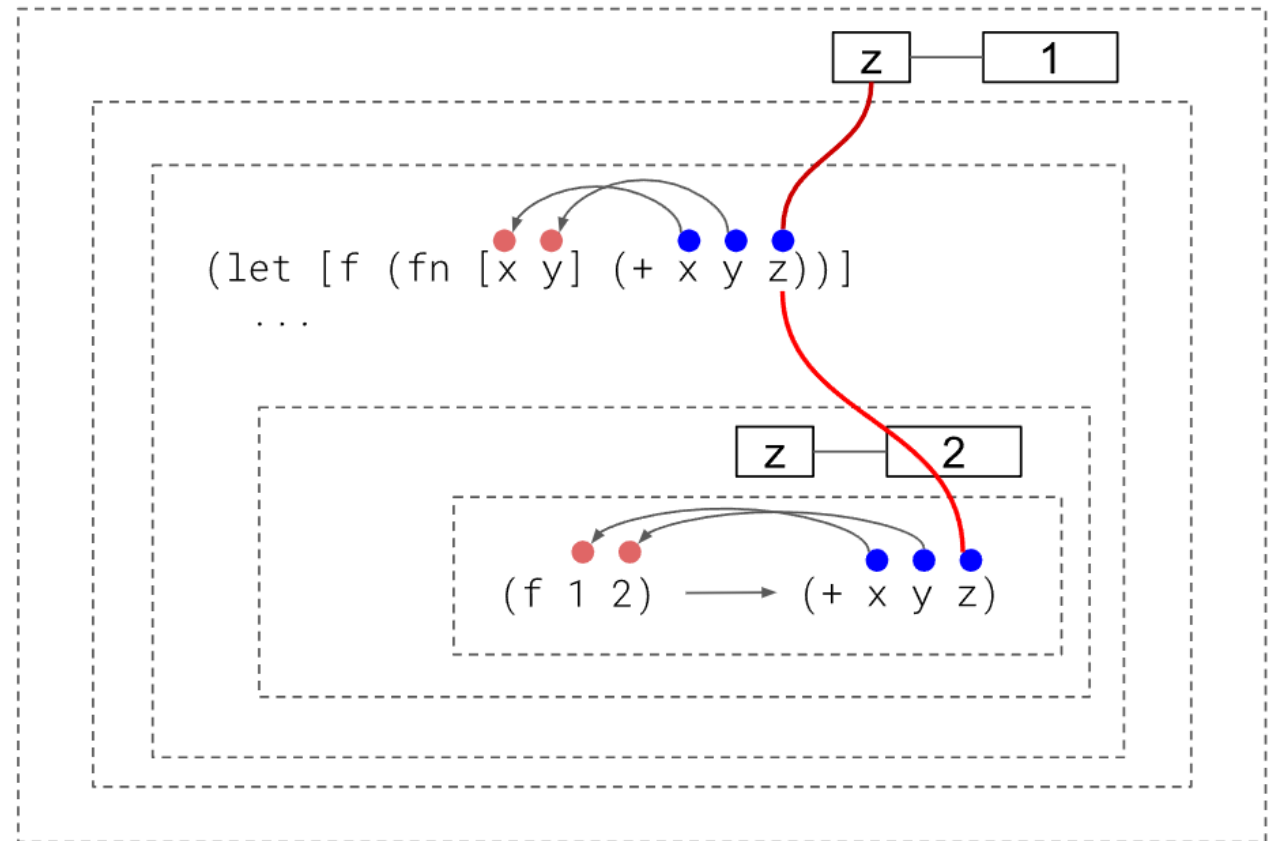 z 1
(let [f (fn [x y] (+ x y z))]
...
z 2
(f 1 2) (+ x y z)